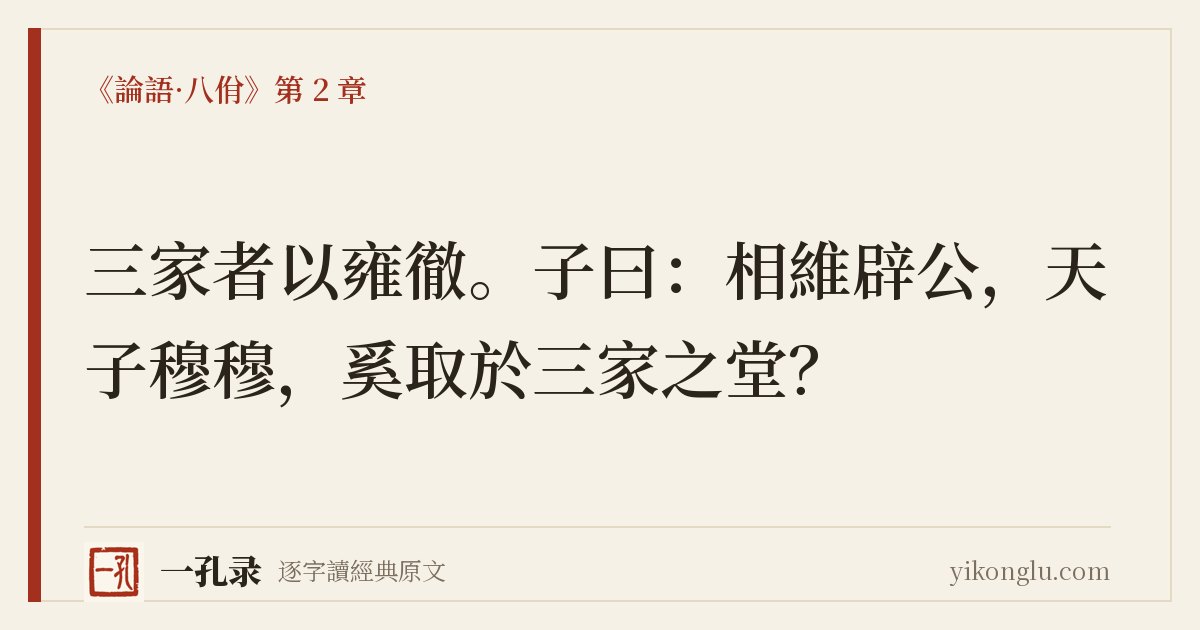 《論語·八佾》第 2 章
三家者以雍徹。子曰：相維辟公，天
子穆穆，奚取於三家之堂？
一孔
一孔录 逐字讀經典原文 yikonglu.com